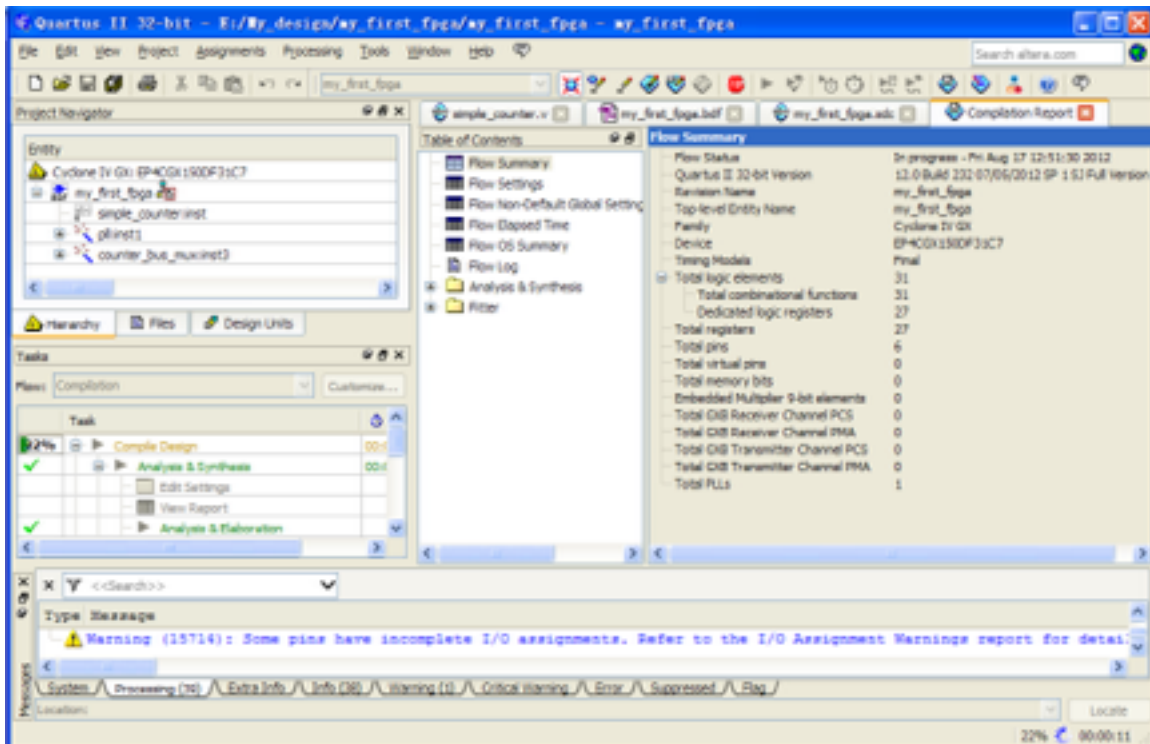 Quartus II 32-bit - E:/My_design/my_first_fpga/my_first_fpga - my_first_fpga
File Edit View Project Assignments Processing Tools Window Help
Search altera.com
my_first_fpga
Project Navigator
Entity
Cyclone IV GX: EP4CGX150DF31C7
my_first_fpga
simple_counter:inst
pll:inst1
counter_bus_mux:inst3
Hierarchy Files Design Units
Tasks
Flow: Compilation Customize...
Task
22% Compile Design 00:0
Analysis & Synthesis 00:0
Edit Settings
View Report
Analysis & Elaboration
simple_counter.v my_first_fpga.bdf my_first_fpga.sdc Compilation Report
Table of Contents
Flow Summary
Flow Settings
Flow Non-Default Global Setting
Flow Elapsed Time
Flow OS Summary
Flow Log
Analysis & Synthesis
Fitter
Flow Summary
Flow Status In progress - Fri Aug 17 12:51:30 2012
Quartus II 32-bit Version 12.0 Build 232 07/05/2012 SP 1 SJ Full Version
Revision Name my_first_fpga
Top-level Entity Name my_first_fpga
Family Cyclone IV GX
Device EP4CGX150DF31C7
Timing Models Final
Total logic elements 31
Total combinational functions 31
Dedicated logic registers 27
Total registers 27
Total pins 6
Total virtual pins 0
Total memory bits 0
Embedded Multiplier 9-bit elements 0
Total GXB Receiver Channel PCS 0
Total GXB Receiver Channel PMA 0
Total GXB Transmitter Channel PCS 0
Total GXB Transmitter Channel PMA 0
Total PLLs 1
<<Search>>
Type Message
Warning (15714): Some pins have incomplete I/O assignments. Refer to the I/O Assignment Warnings report for detai
System Processing Extra Info Info Warning (1) Critical Warning Error Suppressed Flag
Messages
Location: Locate
22% 00:00:11